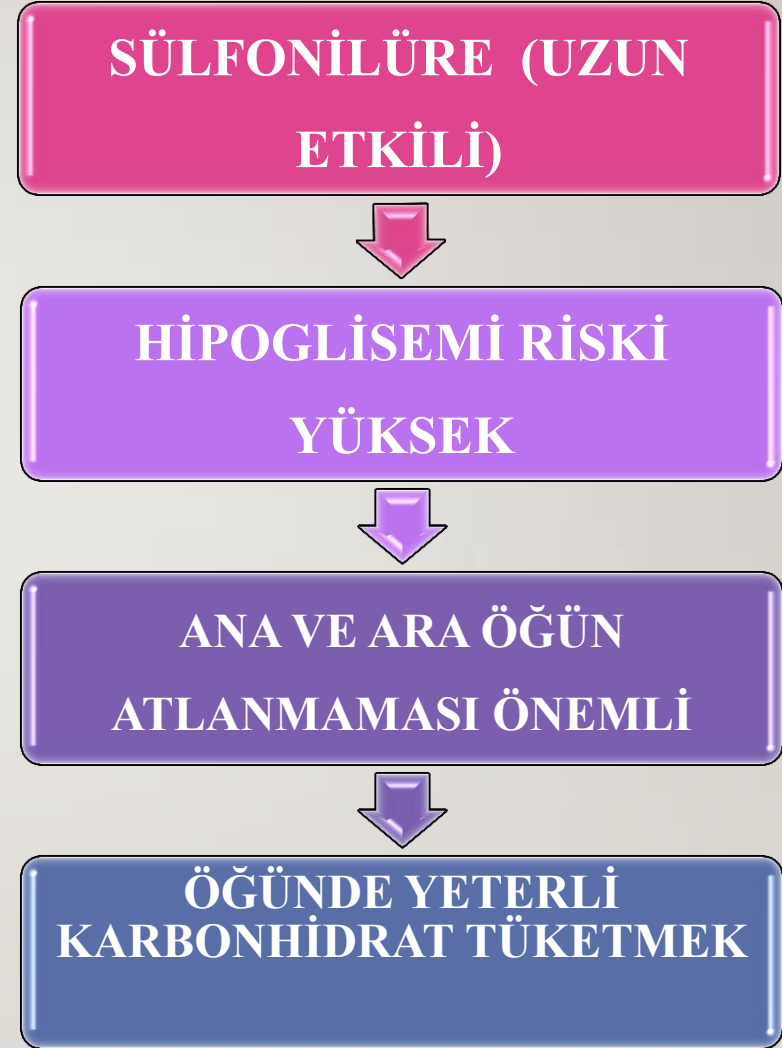 SÜLFONİLÜRE (UZUN
ETKİLİ)
HİPOGLİSEMİ RİSKİ
YÜKSEK
ANA VE ARA ÖĞÜN
ATLANMAMASI ÖNEMLİ
ÖĞÜNDE YETERLİ
KARBONHİDRAT TÜKETMEK